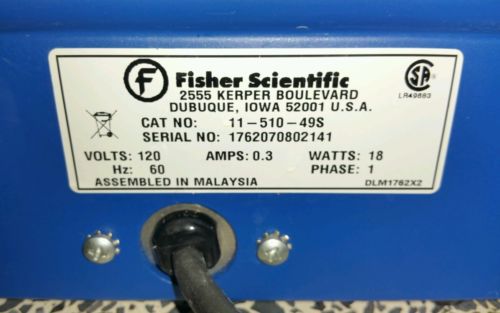 F Fisher Scientific
2555 KERPER BOULEVARD
DUBUQUE, IOWA 52001 U.S.A.
SA
LR49883
CAT NO: 11-510-49S
SERIAL NO: 1762070802141
VOLTS: 120 AMPS: 0.3 WATTS: 18
Hz: 60 PHASE: 1
ASSEMBLED IN MALAYSIA DLM1762X2